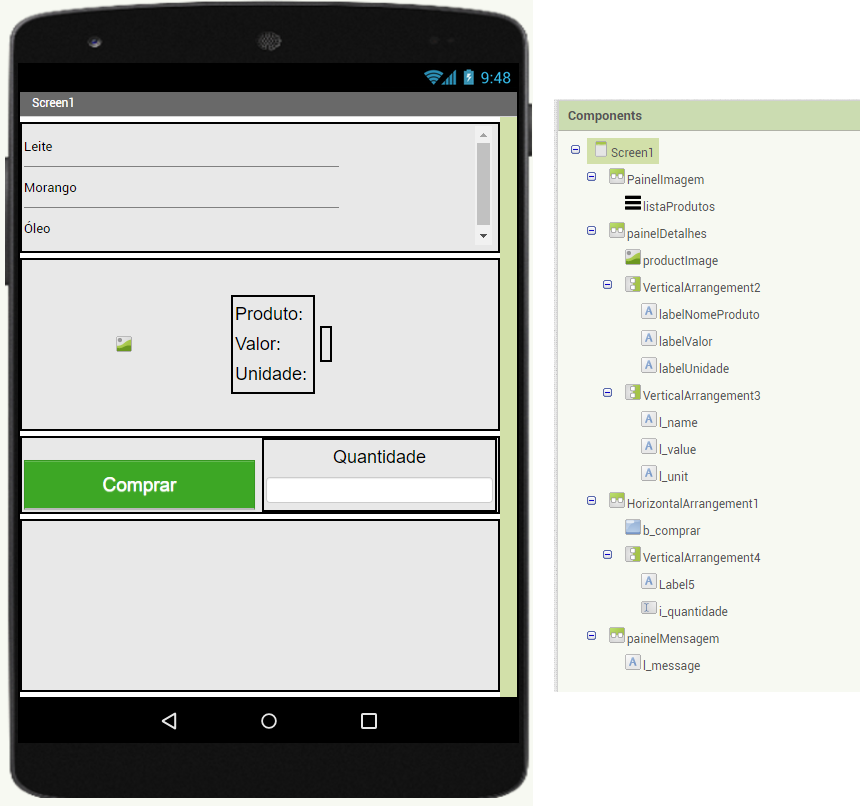 9:48
Screen1
Leite
Morango
Óleo
Produto:
Valor:
Unidade:
Comprar
Quantidade
Components
Screen1
PainelImagem
listaProdutos
painelDetalhes
productImage
VerticalArrangement2
A labelNomeProduto
A labelValor
A labelUnidade
VerticalArrangement3
A l_name
A l_value
A l_unit
HorizontalArrangement1
b_comprar
VerticalArrangement4
A Label5
I i_quantidade
painelMensagem
A l_message